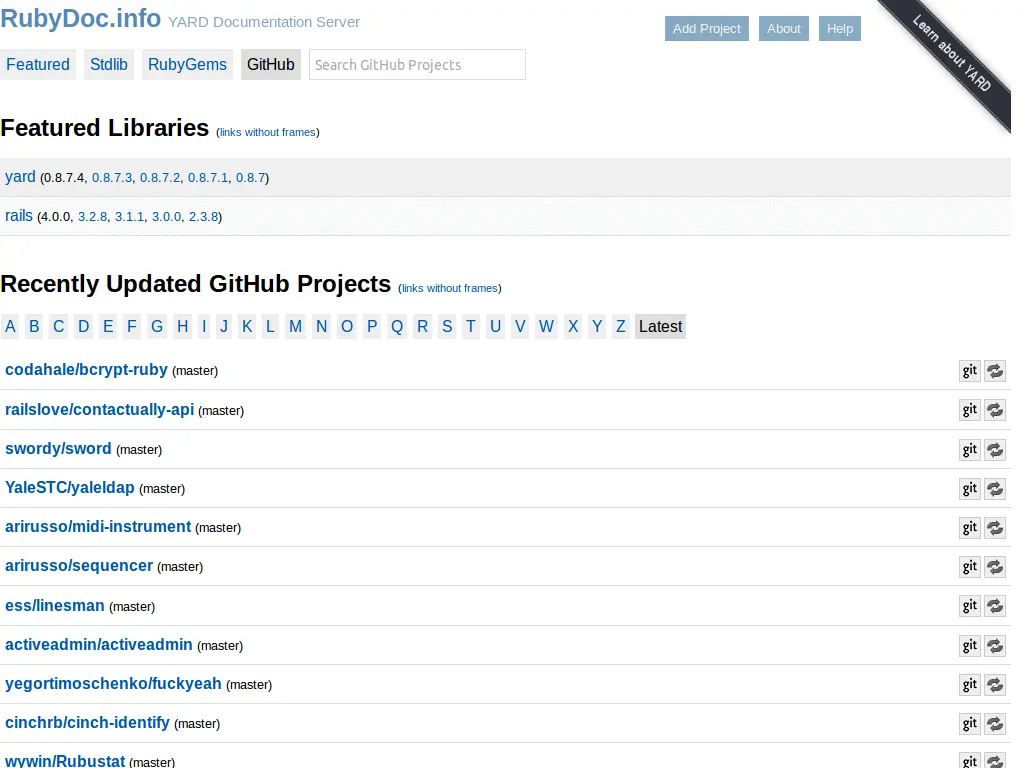 RubyDoc.info YARD Documentation Server
Add Project About Help
Learn about YARD
Featured Stdlib RubyGems GitHub Search GitHub Projects
Featured Libraries (links without frames)
yard (0.8.7.4, 0.8.7.3, 0.8.7.2, 0.8.7.1, 0.8.7)
rails (4.0.0, 3.2.8, 3.1.1, 3.0.0, 2.3.8)
Recently Updated GitHub Projects (links without frames)
A B C D E F G H I J K L M N O P Q R S T U V W X Y Z Latest
codahale/bcrypt-ruby (master) git
railslove/contactually-api (master) git
swordy/sword (master) git
YaleSTC/yaleldap (master) git
arirusso/midi-instrument (master) git
arirusso/sequencer (master) git
ess/linesman (master) git
activeadmin/activeadmin (master) git
yegortimoschenko/fuckyeah (master) git
cinchrb/cinch-identify (master) git
wywin/Rubustat (master) git